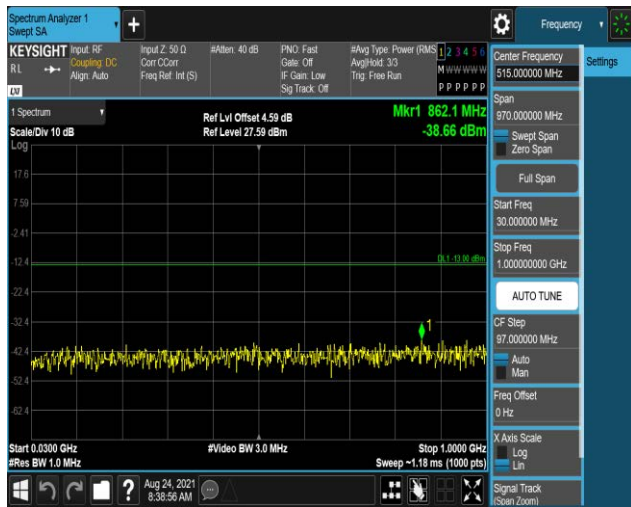 Spectrum Analyzer 1
Swept SA
Frequency
KEYSIGHT
RL
LXI
Input: RF
Coupling: DC
Align: Auto
Input Z: 50 Ω
Corr CCorr
Freq Ref: Int (S)
#Atten: 40 dB
PNO: Fast
Gate: Off
IF Gain: Low
Sig Track: Off
#Avg Type: Power (RMS
Avg|Hold: 3/3
Trig: Free Run
1 2 3 4 5 6
M W W W W W
P P P P P P
1 Spectrum
Scale/Div 10 dB
Ref Lvl Offset 4.59 dB
Ref Level 27.59 dBm
Mkr1 862.1 MHz
-38.66 dBm
Log
17.6
7.59
-2.41
-12.4
DL1 -13.00 dBm
-22.4
-32.4
1
-42.4
-52.4
-62.4
Start 0.0300 GHz
#Video BW 3.0 MHz
Stop 1.0000 GHz
#Res BW 1.0 MHz
Sweep ~1.18 ms (1000 pts)
?
Aug 24, 2021
8:38:56 AM
Center Frequency
515.000000 MHz
Settings
Span
970.000000 MHz
Swept Span
Zero Span
Full Span
Start Freq
30.000000 MHz
Stop Freq
1.000000000 GHz
AUTO TUNE
CF Step
97.000000 MHz
Auto
Man
Freq Offset
0 Hz
X Axis Scale
Log
Lin
Signal Track
(Span Zoom)